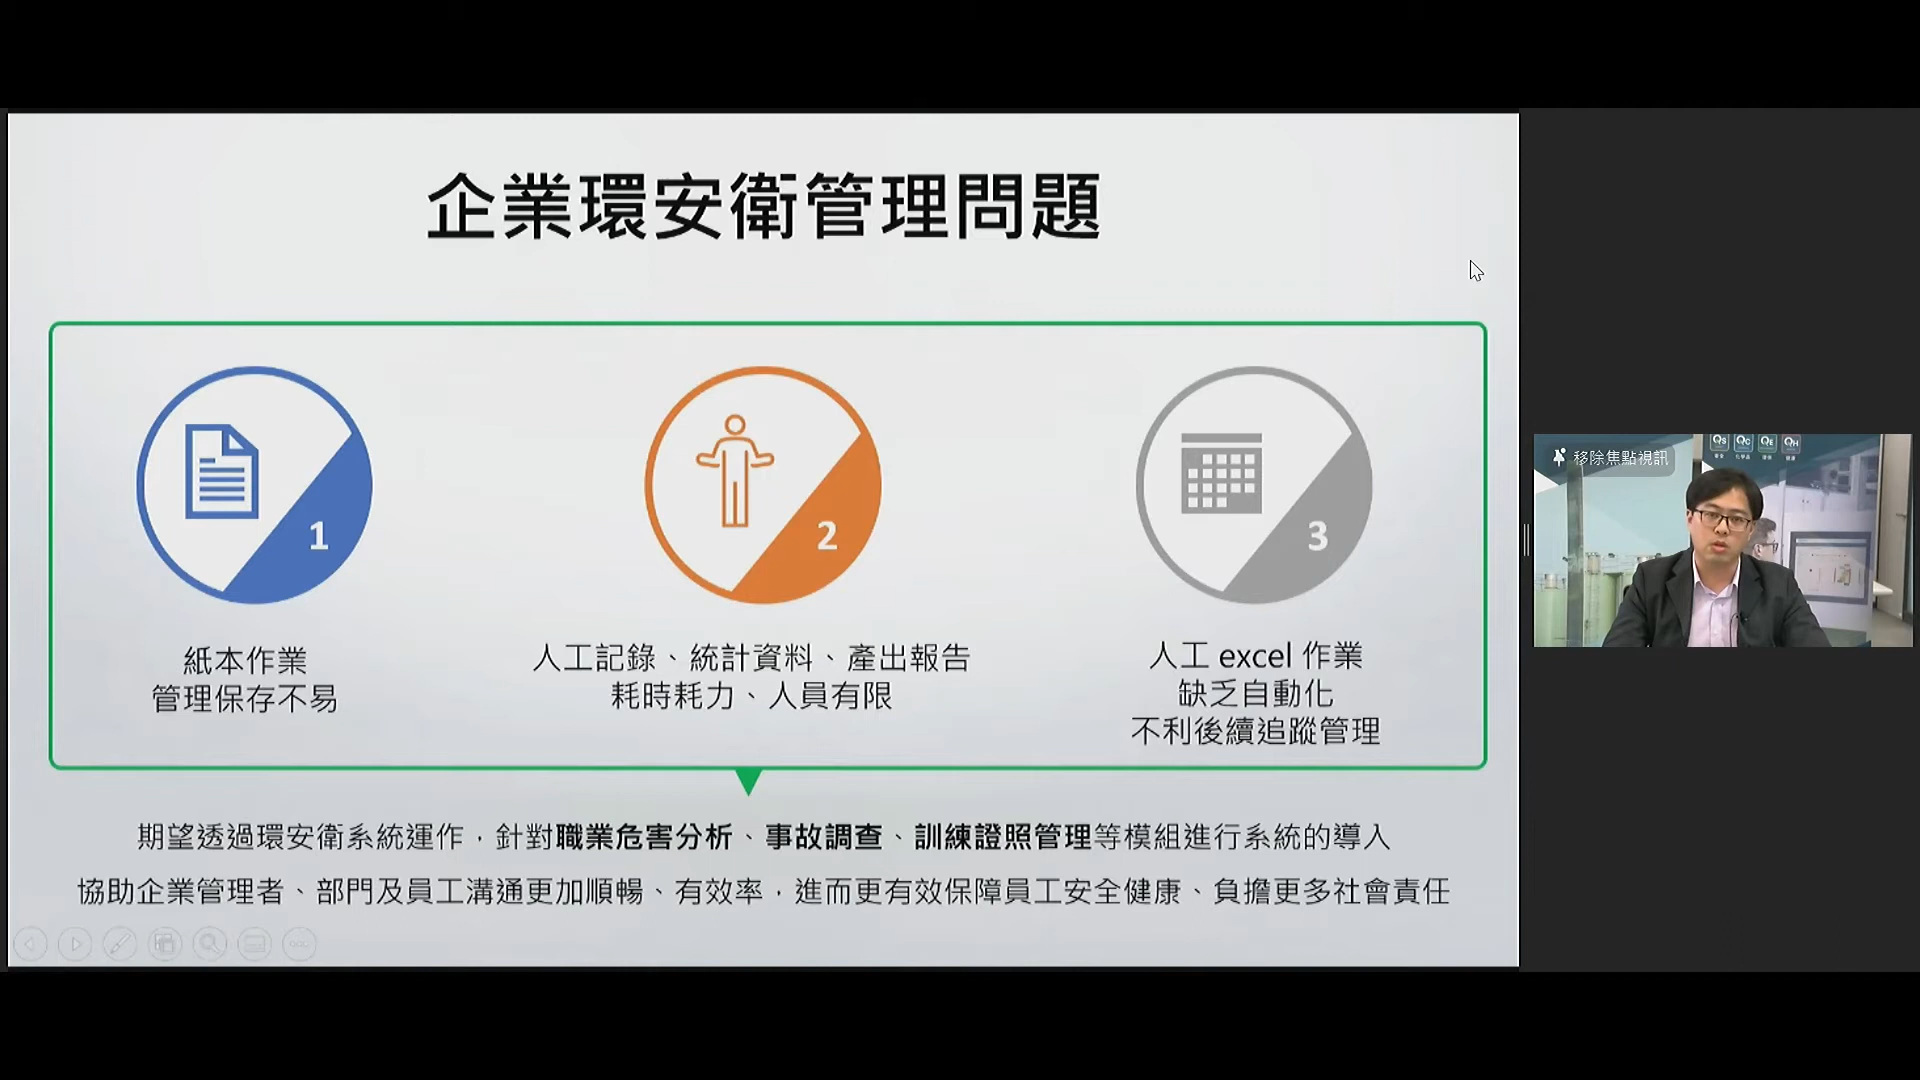 企業環安衛管理問題
1
2
3
紙本作業
管理保存不易
人工記錄、統計資料、產出報告
耗時耗力、人員有限
人工 excel 作業
缺乏自動化
不利後續追蹤管理
期望透過環安衛系統運作，針對職業危害分析、事故調查、訓練證照管理等模組進行系統的導入
協助企業管理者、部門及員工溝通更加順暢、有效率，進而更有效保障員工安全健康、負擔更多社會責任
移除焦點視訊
Qs Qc QE QH